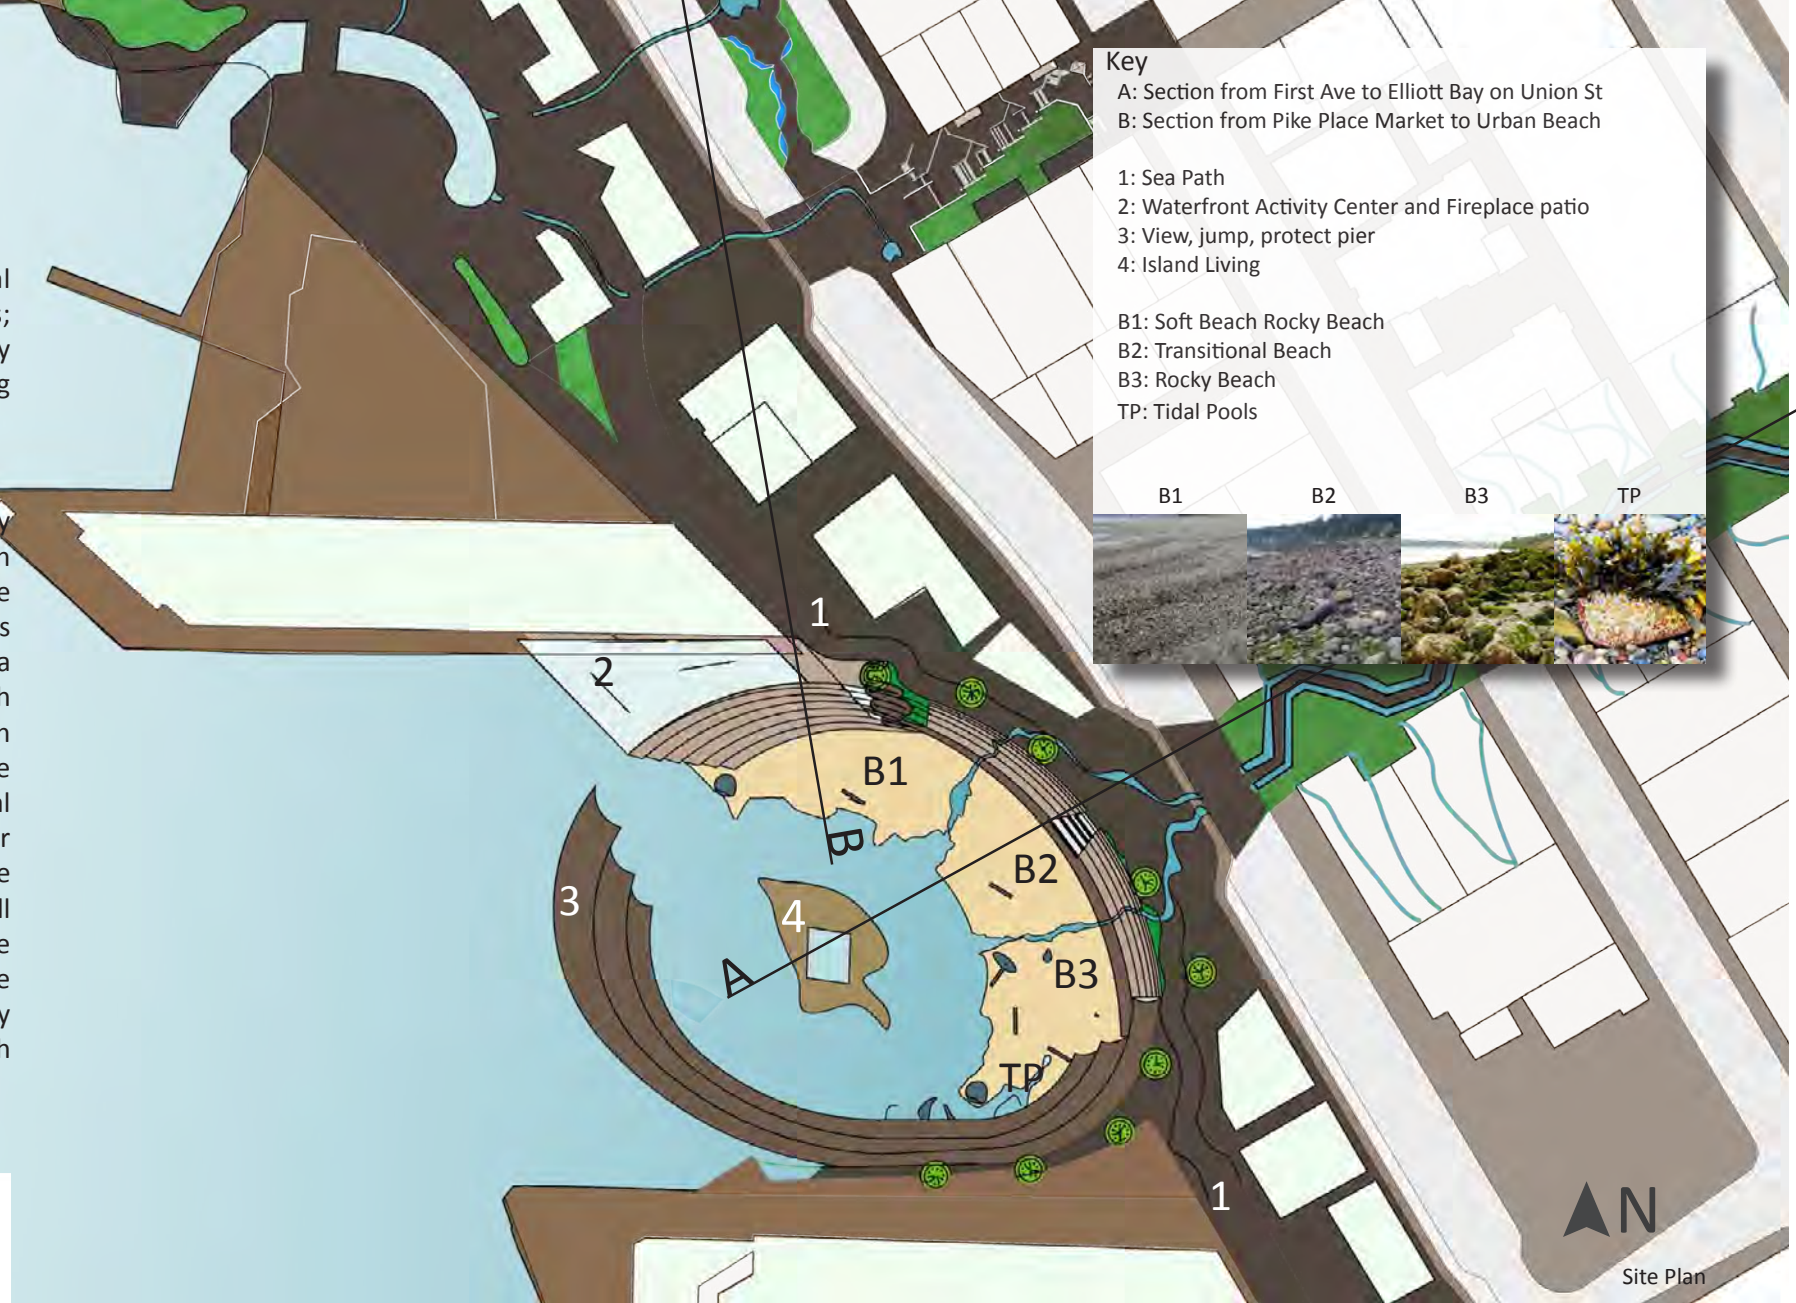 Key
A: Section from First Ave to Elliott Bay on Union St
B: Section from Pike Place Market to Urban Beach
1: Sea Path
2: Waterfront Activity Center and Fireplace patio
3: View, jump, protect pier
4: Island Living
B1: Soft Beach Rocky Beach
B2: Transitional Beach
B3: Rocky Beach
TP: Tidal Pools
B1 B2 B3 TP
1
2
B1
B
B2
3
4
A
B3
TP
1
N
Site Plan